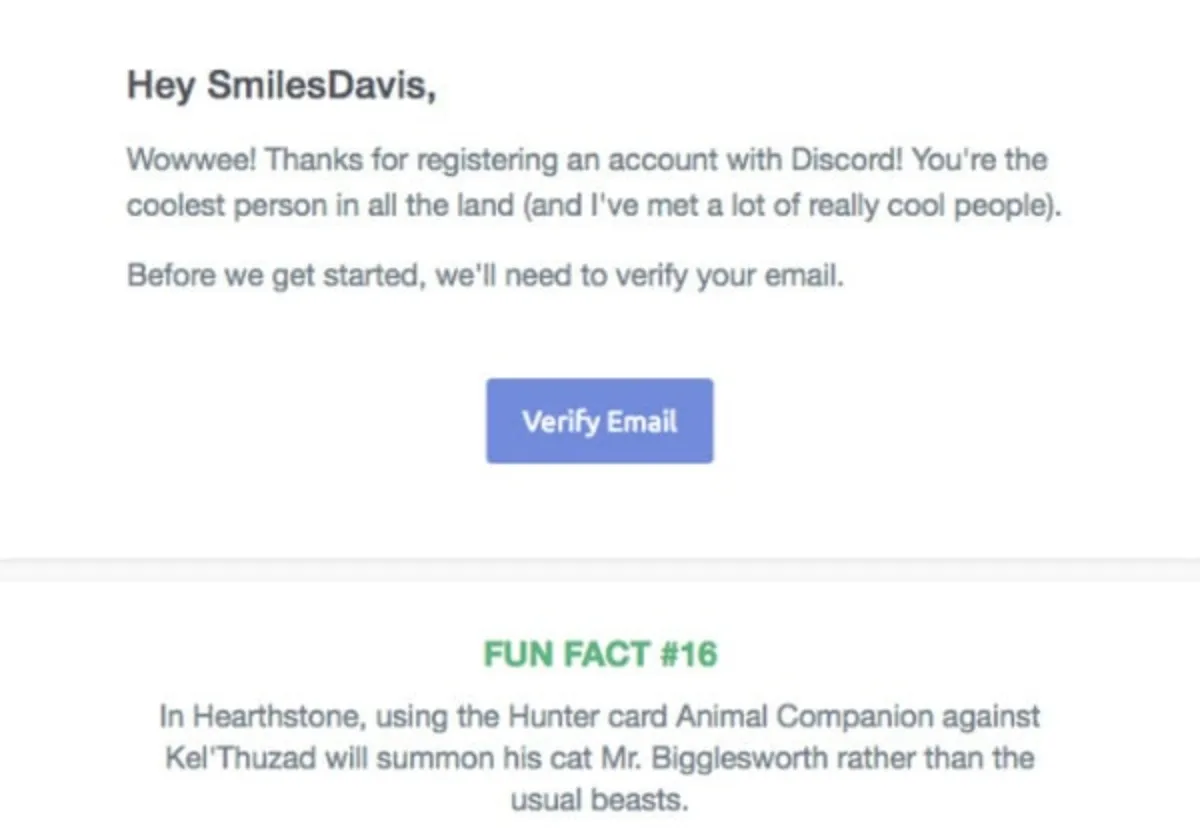 Hey SmilesDavis,
Wowwee! Thanks for registering an account with Discord! You're the
coolest person in all the land (and I've met a lot of really cool people).
Before we get started, we'll need to verify your email.
Verify Email
FUN FACT #16
In Hearthstone, using the Hunter card Animal Companion against
Kel'Thuzad will summon his cat Mr. Bigglesworth rather than the
usual beasts.